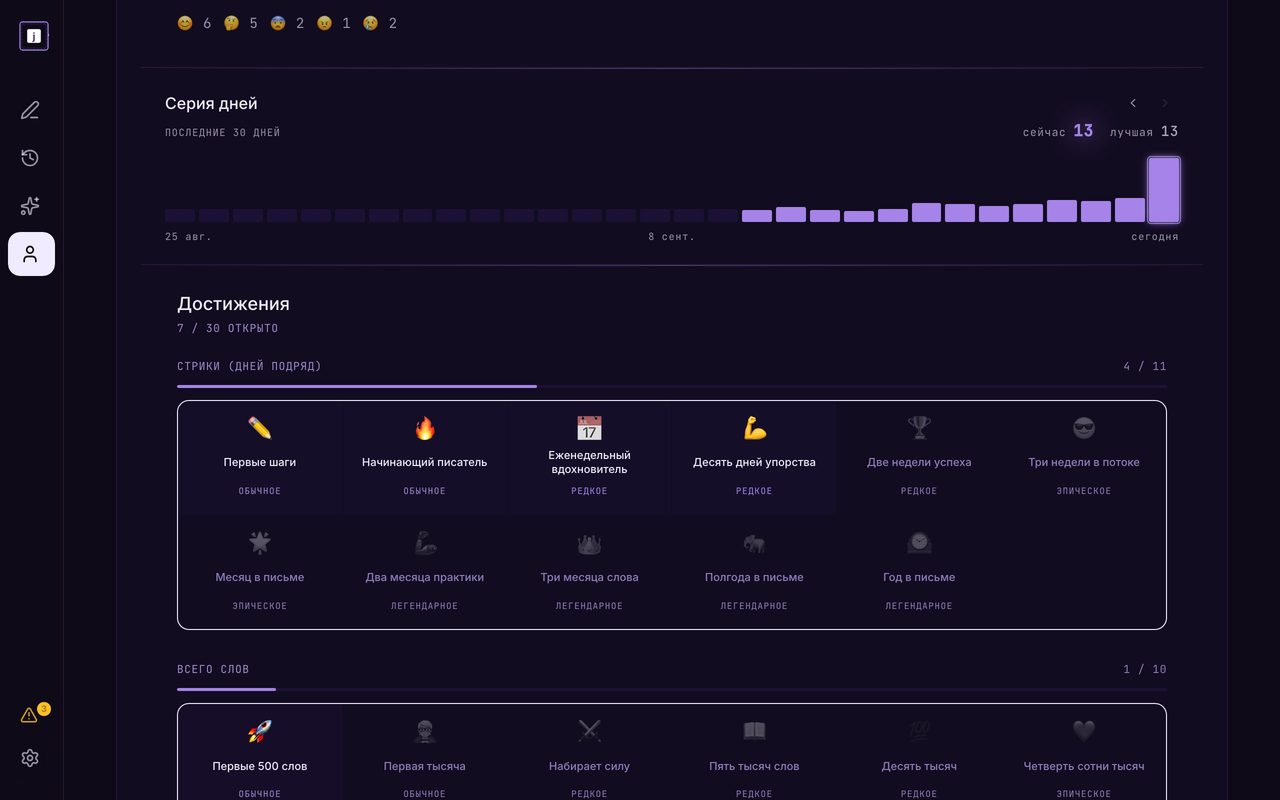 j
6 5 2 1 2
Серия дней
ПОСЛЕДНИЕ 30 ДНЕЙ
сейчас 13 лучшая 13
25 авг. 8 сент. сегодня
Достижения
7 / 30 ОТКРЫТО
СТРИКИ (ДНЕЙ ПОДРЯД) 4 / 11
JUL
17
Первые шаги
ОБЫЧНОЕ
Начинающий писатель
ОБЫЧНОЕ
Еженедельный
вдохновитель
РЕДКОЕ
Десять дней упорства
РЕДКОЕ
Две недели успеха
РЕДКОЕ
Три недели в потоке
ЭПИЧЕСКОЕ
Месяц в письме
ЭПИЧЕСКОЕ
Два месяца практики
ЛЕГЕНДАРНОЕ
Три месяца слова
ЛЕГЕНДАРНОЕ
Полгода в письме
ЛЕГЕНДАРНОЕ
Год в письме
ЛЕГЕНДАРНОЕ
ВСЕГО СЛОВ 1 / 10
Первые 500 слов
ОБЫЧНОЕ
Первая тысяча
ОБЫЧНОЕ
Набирает силу
РЕДКОЕ
Пять тысяч слов
РЕДКОЕ
100
Десять тысяч
РЕДКОЕ
Четверть сотни тысяч
ЭПИЧЕСКОЕ
3